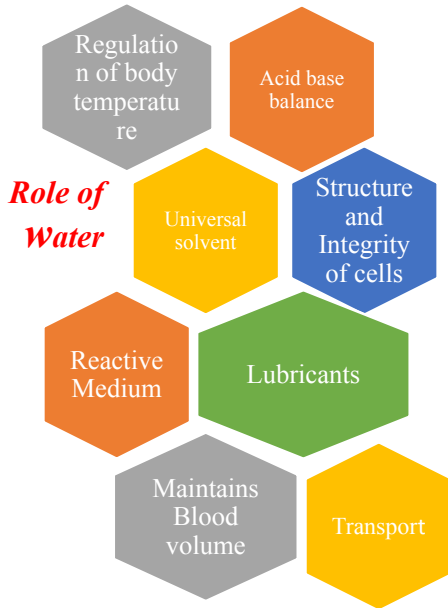 Regulatio
n of body
temperatu
re
Acid base
balance
Role of
Water
Universal
solvent
Structure
and
Integrity
of cells
Reactive
Medium
Lubricants
Maintains
Blood
volume
Transport